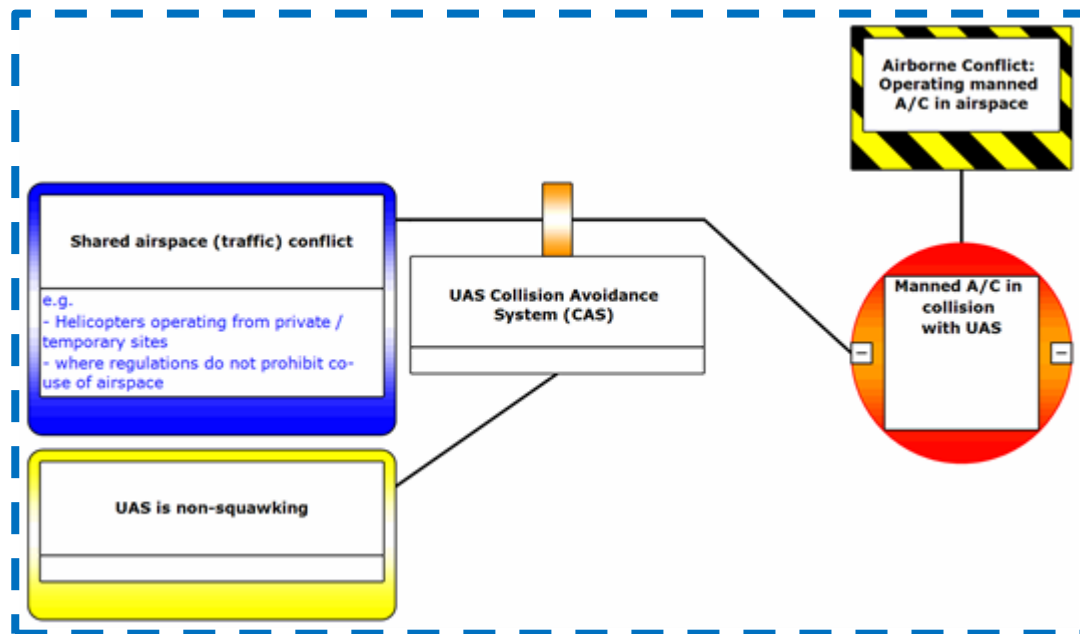 Airborne Conflict:
Operating manned
A/C in airspace
Shared airspace (traffic) conflict
e.g.
- Helicopters operating from private /
temporary sites
- where regulations do not prohibit co-
use of airspace
UAS Collision Avoidance
System (CAS)
Manned A/C in
collision
with UAS
UAS is non-squawking